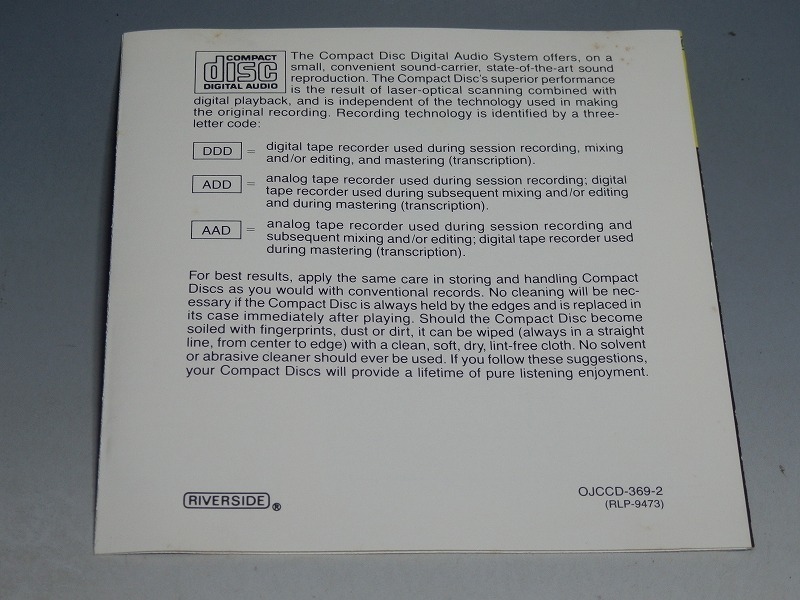 COMPACT
disc
DIGITAL AUDIO
The Compact Disc Digital Audio System offers, on a
small, convenient sound-carrier, state-of-the-art sound
reproduction. The Compact Disc's superior performance
is the result of laser-optical scanning combined with
digital playback, and is independent of the technology used in making
the original recording. Recording technology is identified by a three-
letter code:
DDD = digital tape recorder used during session recording, mixing
and/or editing, and mastering (transcription).
ADD = analog tape recorder used during session recording; digital
tape recorder used during subsequent mixing and/or editing
and during mastering (transcription).
AAD = analog tape recorder used during session recording and
subsequent mixing and/or editing; digital tape recorder used
during mastering (transcription).
For best results, apply the same care in storing and handling Compact
Discs as you would with conventional records. No cleaning will be nec-
essary if the Compact Disc is always held by the edges and is replaced in
its case immediately after playing. Should the Compact Disc become
soiled with fingerprints, dust or dirt, it can be wiped (always in a straight
line, from center to edge) with a clean, soft, dry, lint-free cloth. No solvent
or abrasive cleaner should ever be used. If you follow these suggestions,
your Compact Discs will provide a lifetime of pure listening enjoyment.
RIVERSIDE ®
OJCCD-369-2
(RLP-9473)